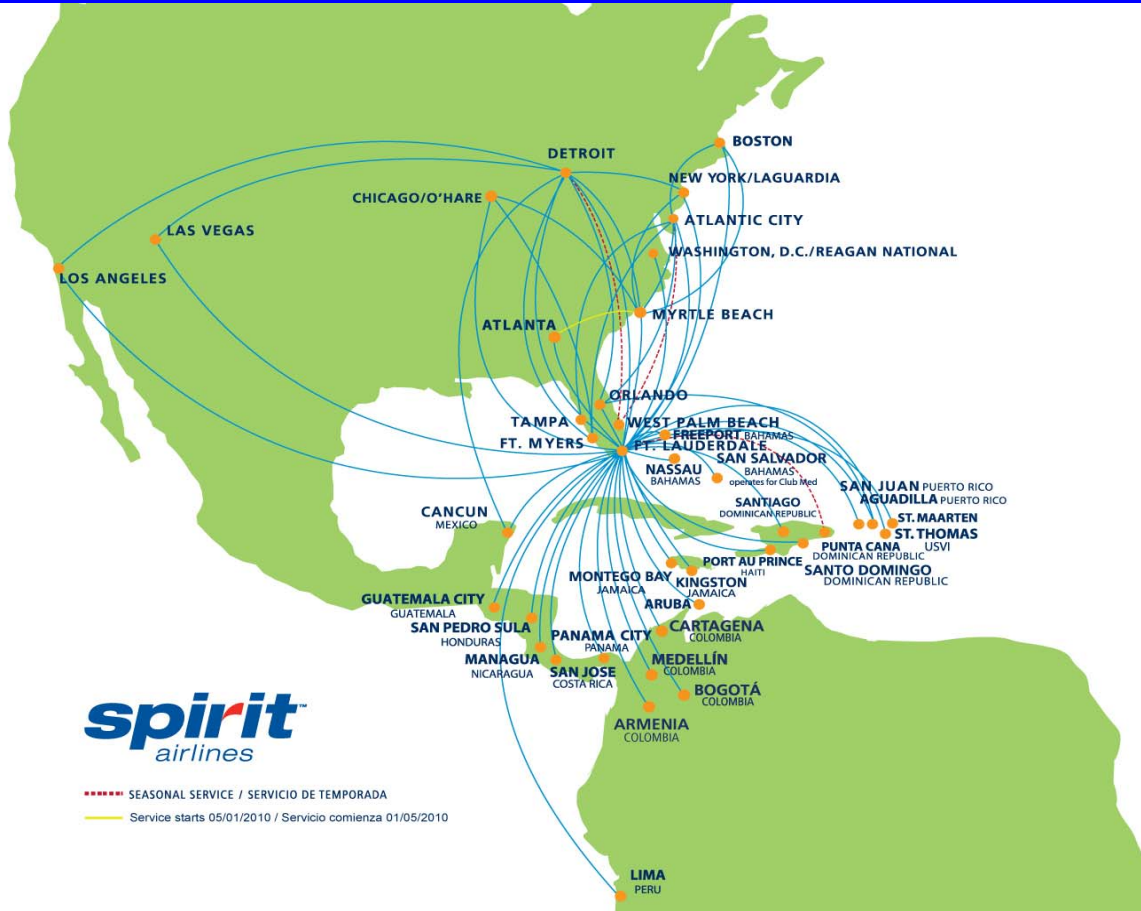 BOSTON
DETROIT
NEW YORK/LAGUARDIA
CHICAGO/O'HARE
ATLANTIC CITY
LAS VEGAS
WASHINGTON, D.C./REAGAN NATIONAL
LOS ANGELES
MYRTLE BEACH
ATLANTA
ORLANDO
TAMPA
WEST PALM BEACH
FREEPORT BAHAMAS
FT. MYERS
FT. LAUDERDALE
SAN SALVADOR
BAHAMAS
operates for Club Med
NASSAU
BAHAMAS
SAN JUAN PUERTO RICO
AGUADILLA PUERTO RICO
SANTIAGO
DOMINICAN REPUBLIC
CANCUN
MEXICO
ST. MAARTEN
ST. THOMAS
USVI
PUNTA CANA
DOMINICAN REPUBLIC
PORT AU PRINCE
HAITI
SANTO DOMINGO
DOMINICAN REPUBLIC
MONTEGO BAY
JAMAICA
KINGSTON
JAMAICA
GUATEMALA CITY
GUATEMALA
ARUBA
SAN PEDRO SULA
HONDURAS
PANAMA CITY
PANAMA
CARTAGENA
COLOMBIA
MANAGUA
NICARAGUA
SAN JOSE
COSTA RICA
MEDELLÍN
COLOMBIA
BOGOTÁ
COLOMBIA
ARMENIA
COLOMBIA
spirit™
airlines
SEASONAL SERVICE / SERVICIO DE TEMPORADA
Service starts 05/01/2010 / Servicio comienza 01/05/2010
LIMA
PERU